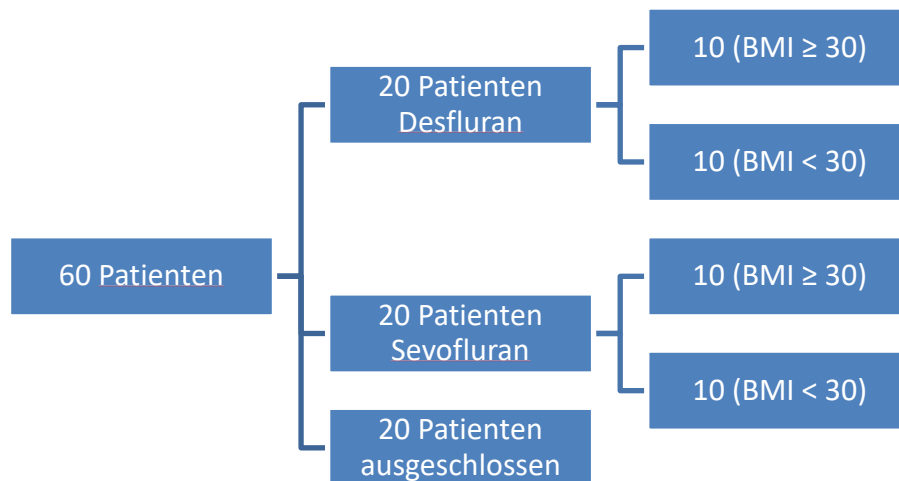 60 Patienten
20 Patienten
Desfluran
10 (BMI ≥ 30)
10 (BMI < 30)
20 Patienten
Sevofluran
10 (BMI ≥ 30)
10 (BMI < 30)
20 Patienten
ausgeschlossen